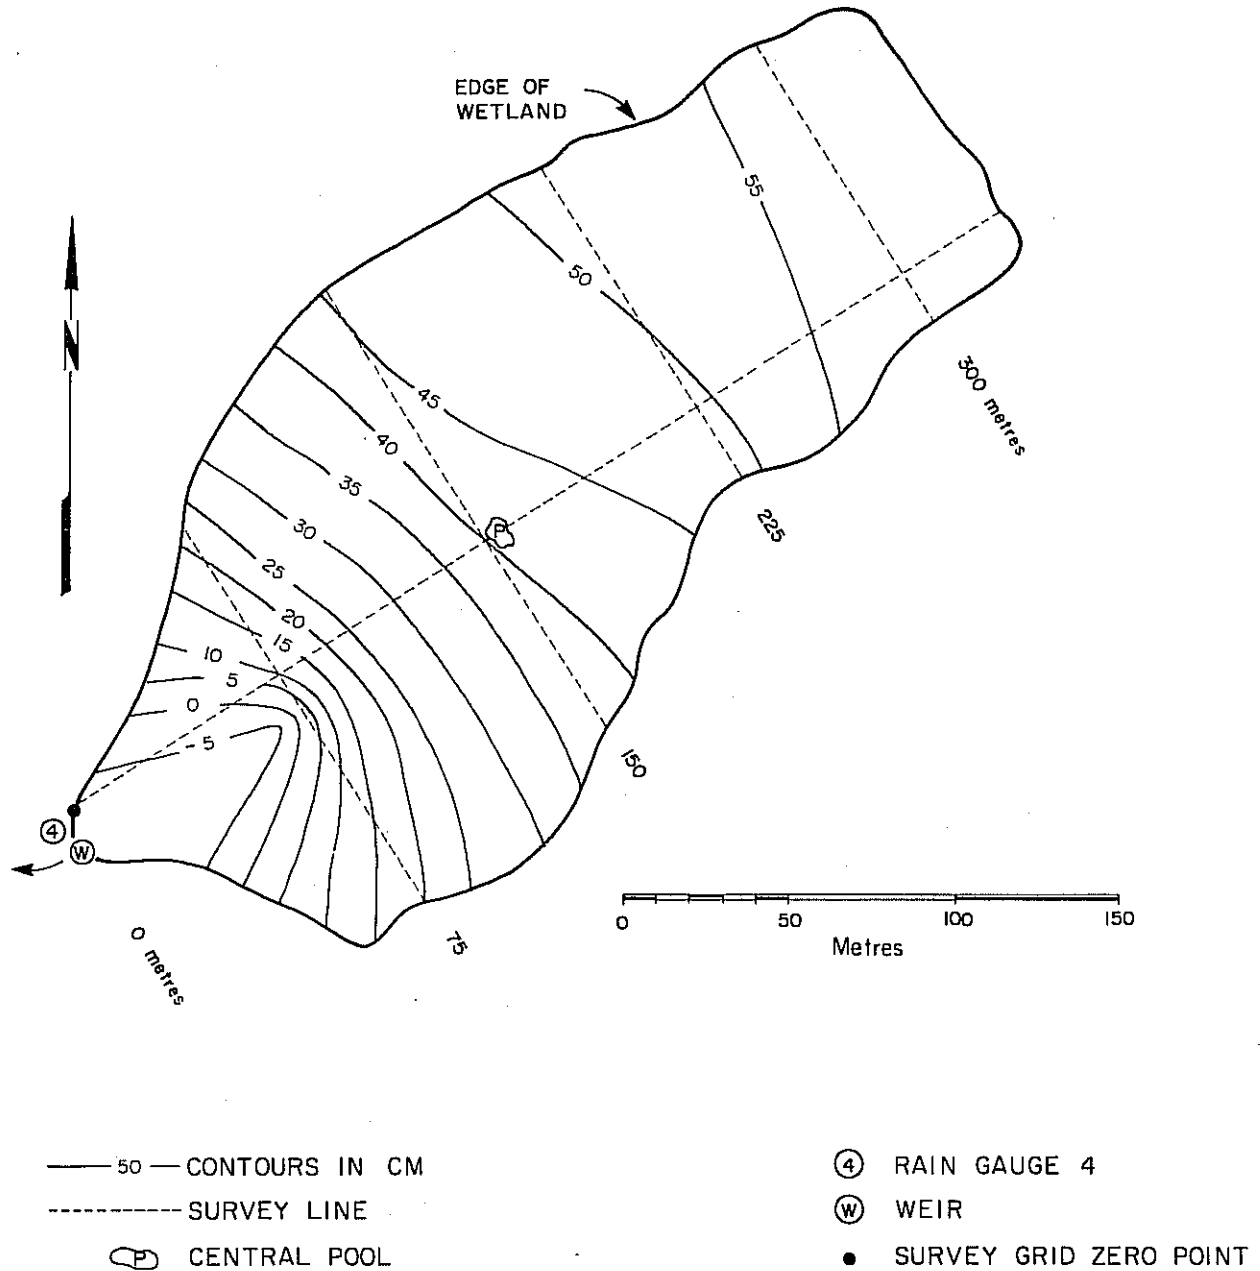 EDGE OF
WETLAND
55
50
N
45
300 metres
40
35
P
225
30
25
20
15
10
5
0
-5
150
4
W
0
50
100
150
Metres
0 metres
75
50 CONTOURS IN CM
SURVEY LINE
P CENTRAL POOL
4 RAIN GAUGE 4
W WEIR
SURVEY GRID ZERO POINT